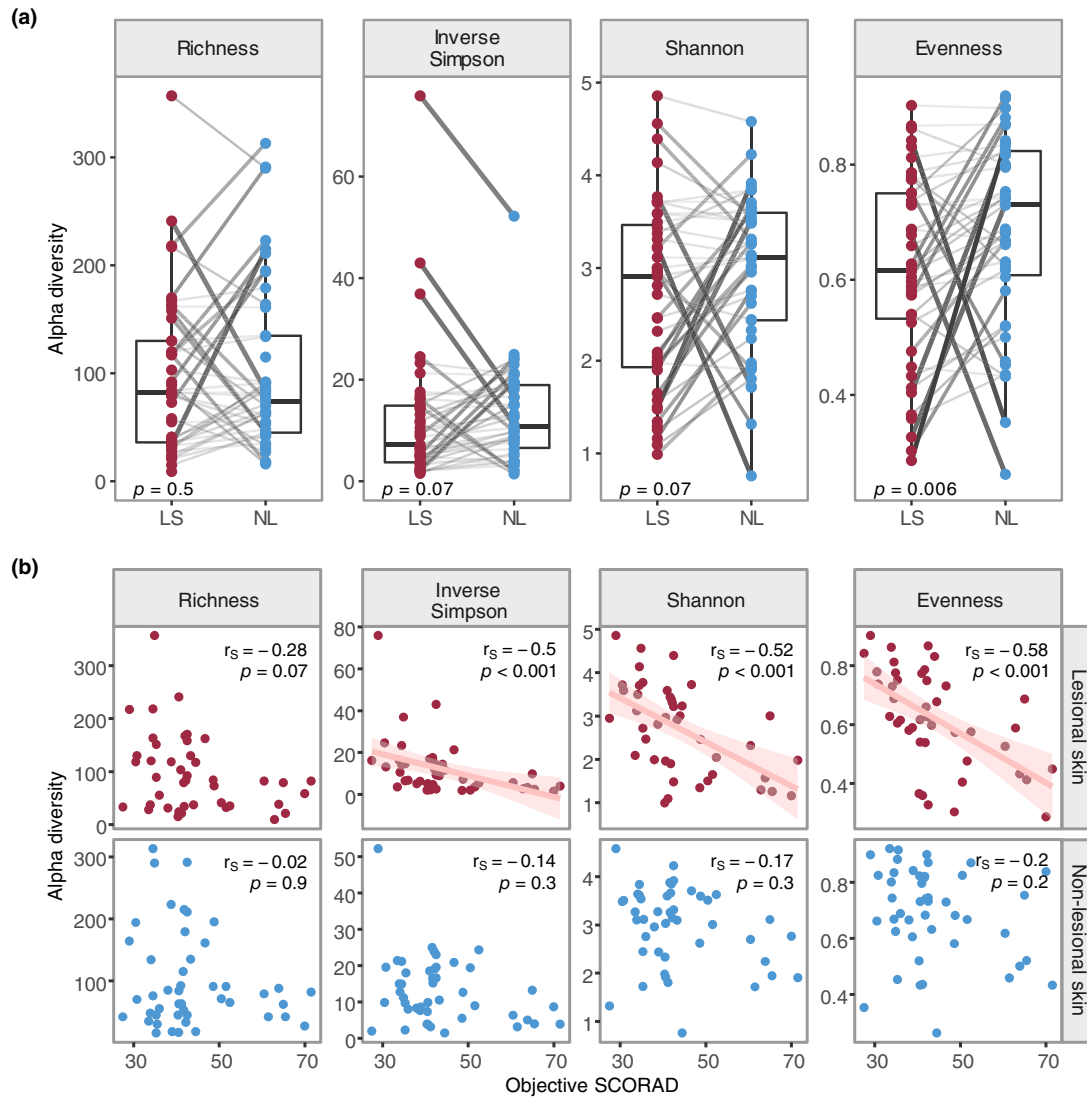 (a)
Richness
Inverse
Simpson
Shannon
Evenness
Alpha diversity
300
200
100
0
60
40
20
0
5
4
3
2
1
0.8
0.6
0.4
p = 0.5
p = 0.07
p = 0.07
p = 0.006
LS NL
LS NL
LS NL
LS NL
(b)
Richness
Inverse
Simpson
Shannon
Evenness
Alpha diversity
300
200
100
0
rS = −0.28
p = 0.07
80
60
40
20
0
rS = −0.5
p < 0.001
5
4
3
2
1
rS = −0.52
p < 0.001
0.8
0.6
0.4
rS = −0.58
p < 0.001
Lesional skin
300
200
100
rS = −0.02
p = 0.9
50
40
30
20
10
0
rS = −0.14
p = 0.3
4
3
2
1
rS = −0.17
p = 0.3
0.8
0.6
0.4
rS = −0.2
p = 0.2
Non-lesional skin
30 50 70
30 50 70
30 50 70
30 50 70
Objective SCORAD